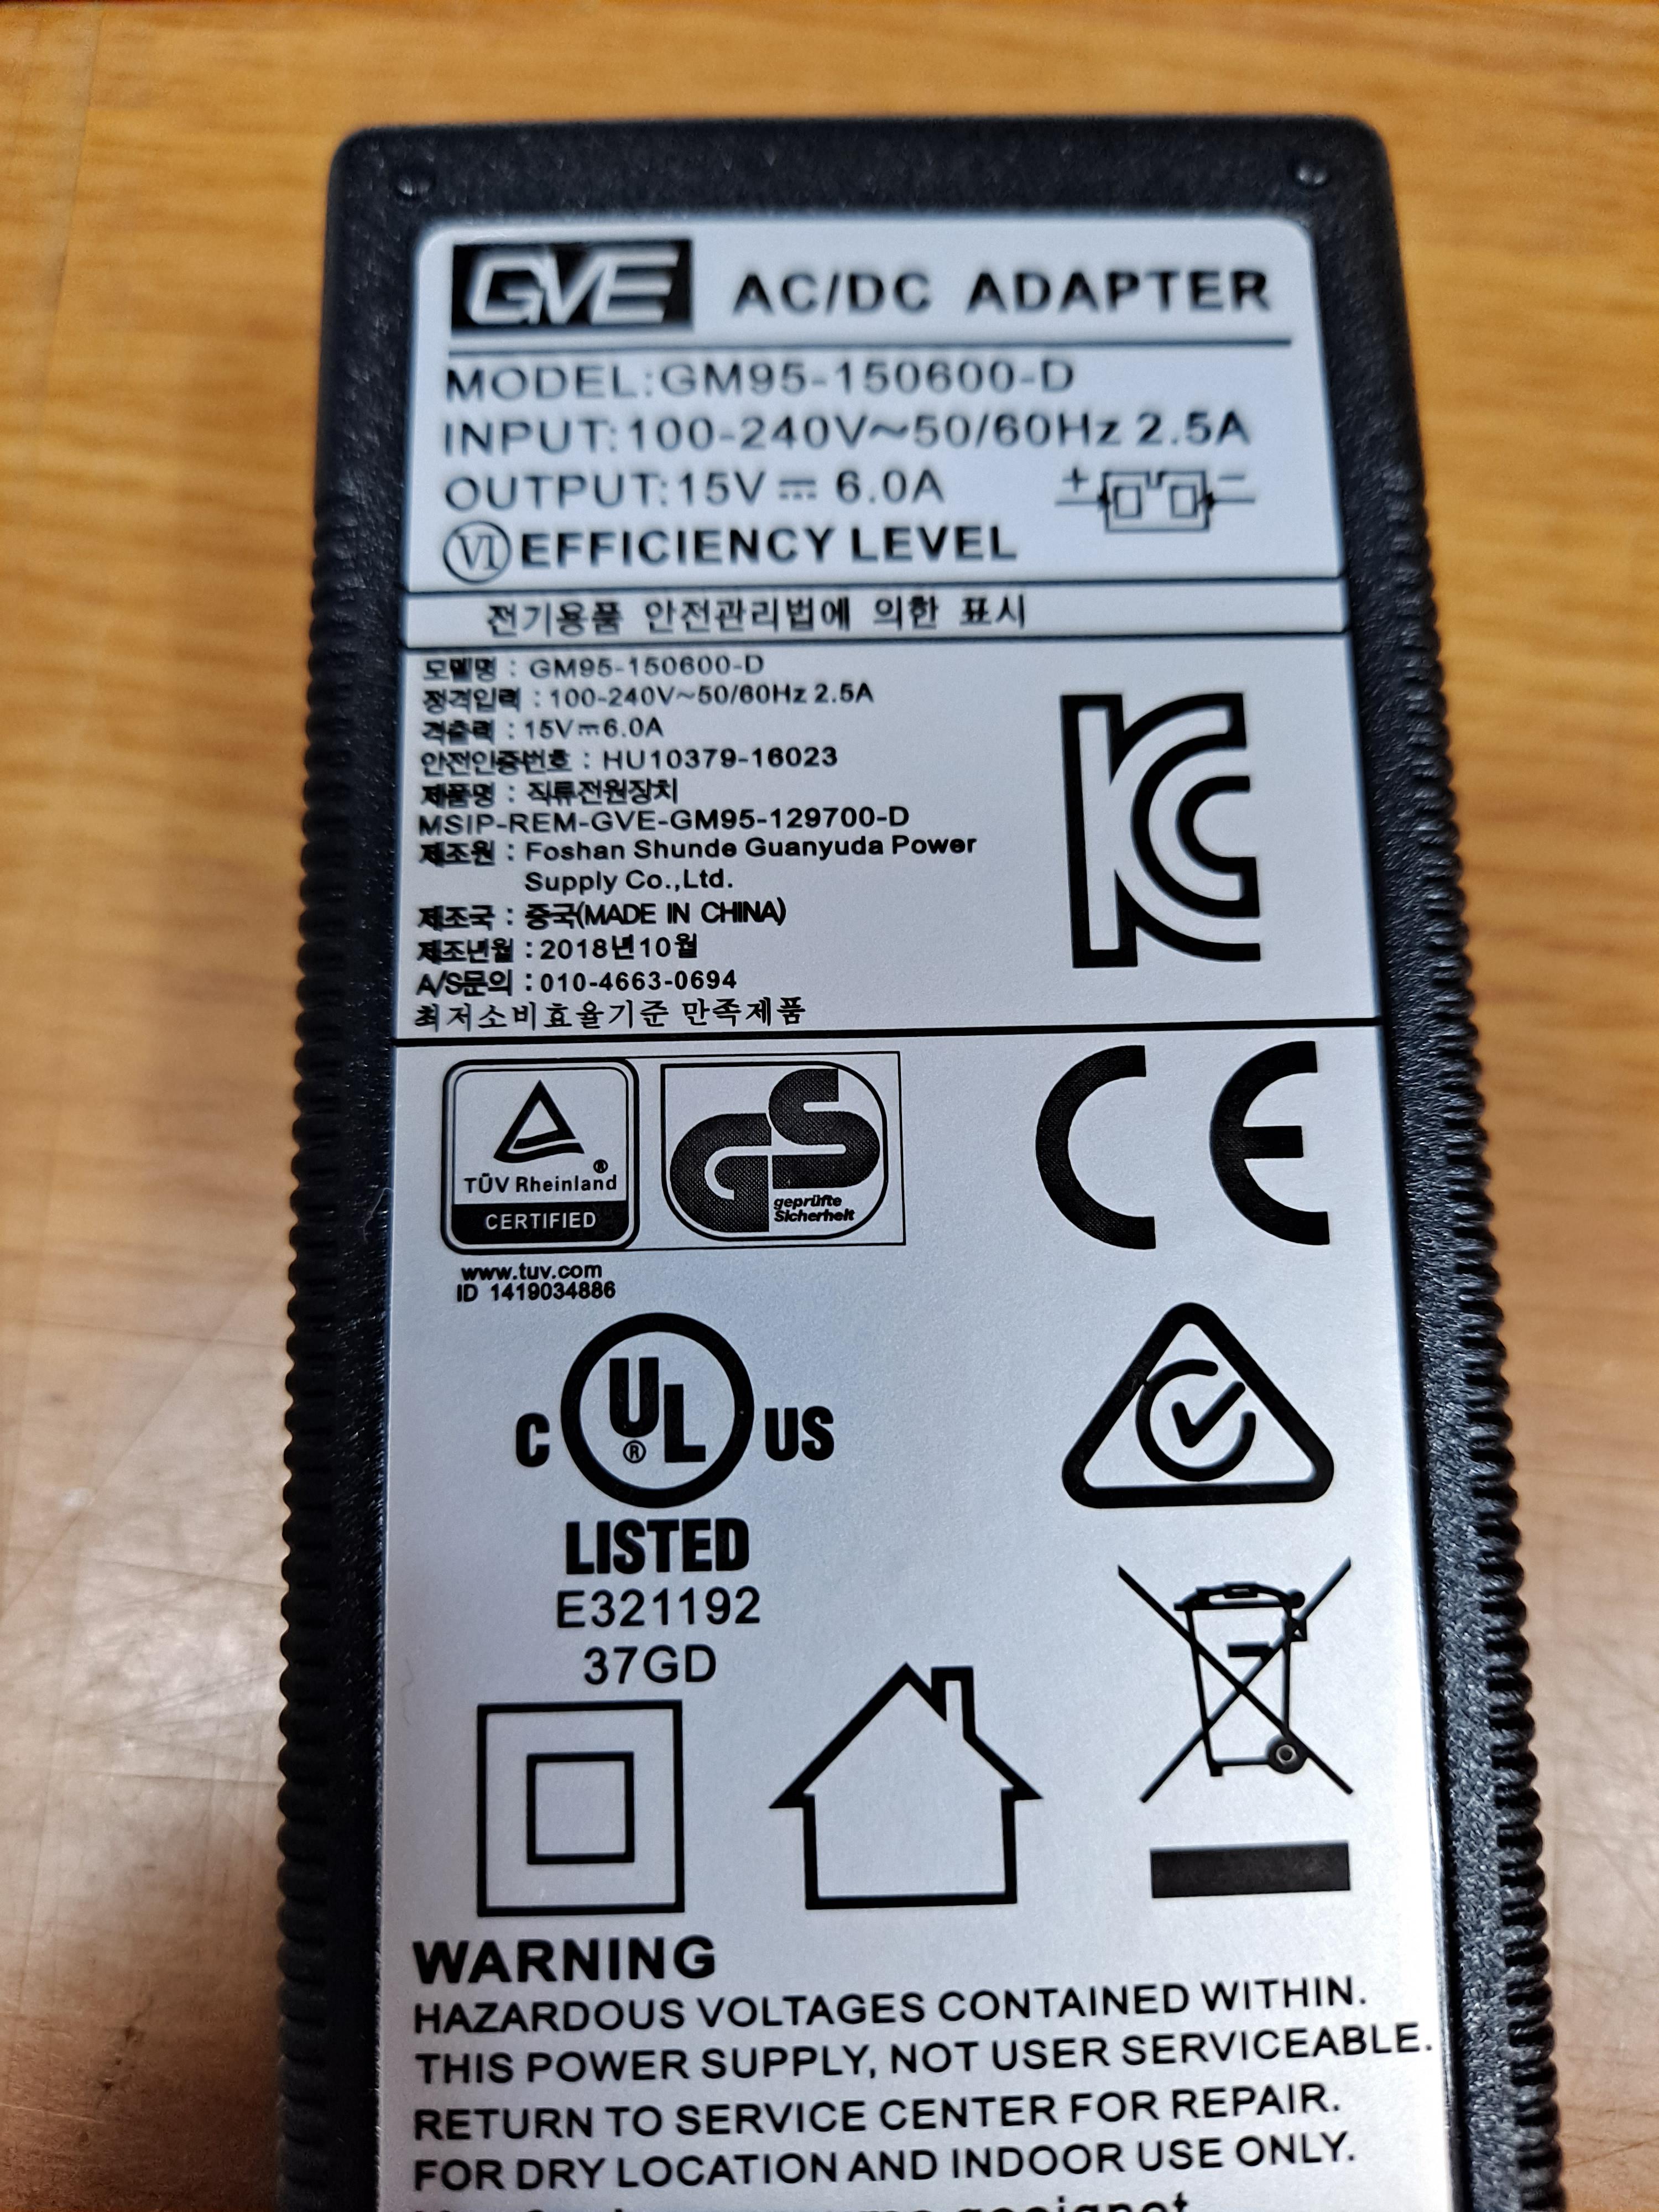 GVE AC/DC ADAPTER
MODEL:GM95-150600-D
INPUT:100-240V~50/60Hz 2.5A
OUTPUT:15V⎓6.0A + -
VI EFFICIENCY LEVEL
전기용품 안전관리법에 의한 표시
모델명 : GM95-150600-D
정격입력 : 100-240V~50/60Hz 2.5A
격출력 : 15V⎓6.0A
안전인증번호 : HU10379-16023
제품명 : 직류전원장치
MSIP-REM-GVE-GM95-129700-D
제조원 : Foshan Shunde Guanyuda Power
Supply Co.,Ltd.
제조국 : 중국(MADE IN CHINA)
제조년월 : 2018년10월
A/S문의 : 010-4663-0694
최저소비효율기준 만족제품
KC
TÜV Rheinland ®
CERTIFIED
GS
geprüfte
Sicherheit
CE
www.tuv.com
ID 1419034886
C UL ® US
LISTED
E321192
37GD
WARNING
HAZARDOUS VOLTAGES CONTAINED WITHIN.
THIS POWER SUPPLY, NOT USER SERVICEABLE.
RETURN TO SERVICE CENTER FOR REPAIR.
FOR DRY LOCATION AND INDOOR USE ONLY.